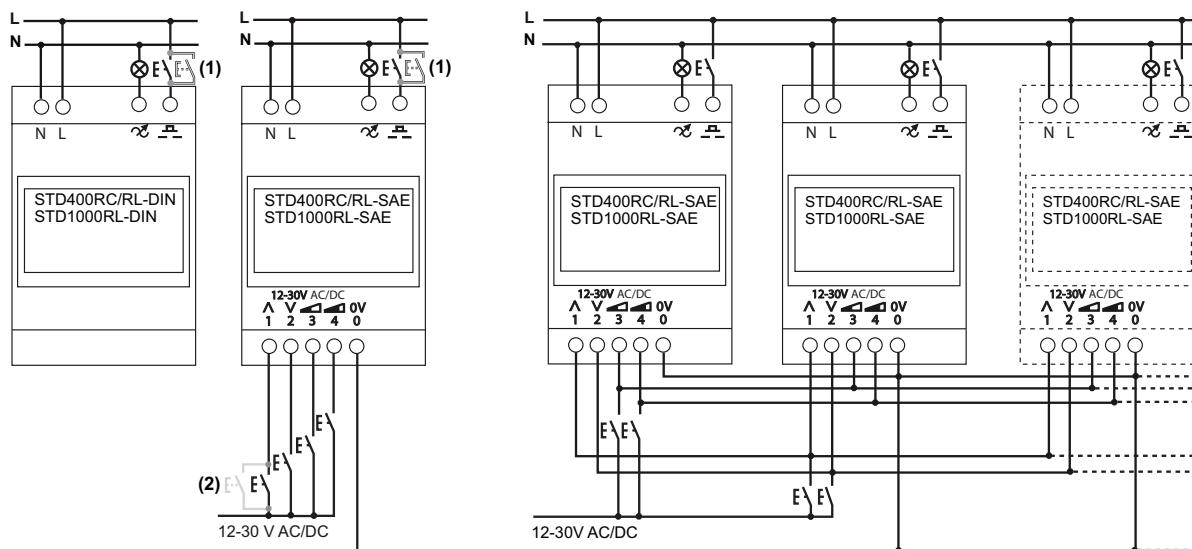 L
N
(1)
N L
STD400RC/RL-DIN
STD1000RL-DIN
L
N
(1)
N L
STD400RC/RL-SAE
STD1000RL-SAE
12-30V AC/DC
0V
1 2 3 4 0
(2)
12-30 V AC/DC
L
N
N L
STD400RC/RL-SAE
STD1000RL-SAE
12-30V AC/DC
0V
1 2 3 4 0
N L
STD400RC/RL-SAE
STD1000RL-SAE
12-30V AC/DC
0V
1 2 3 4 0
N L
STD400RC/RL-SAE
STD1000RL-SAE
12-30V AC/DC
0V
1 2 3 4 0
12-30V AC/DC